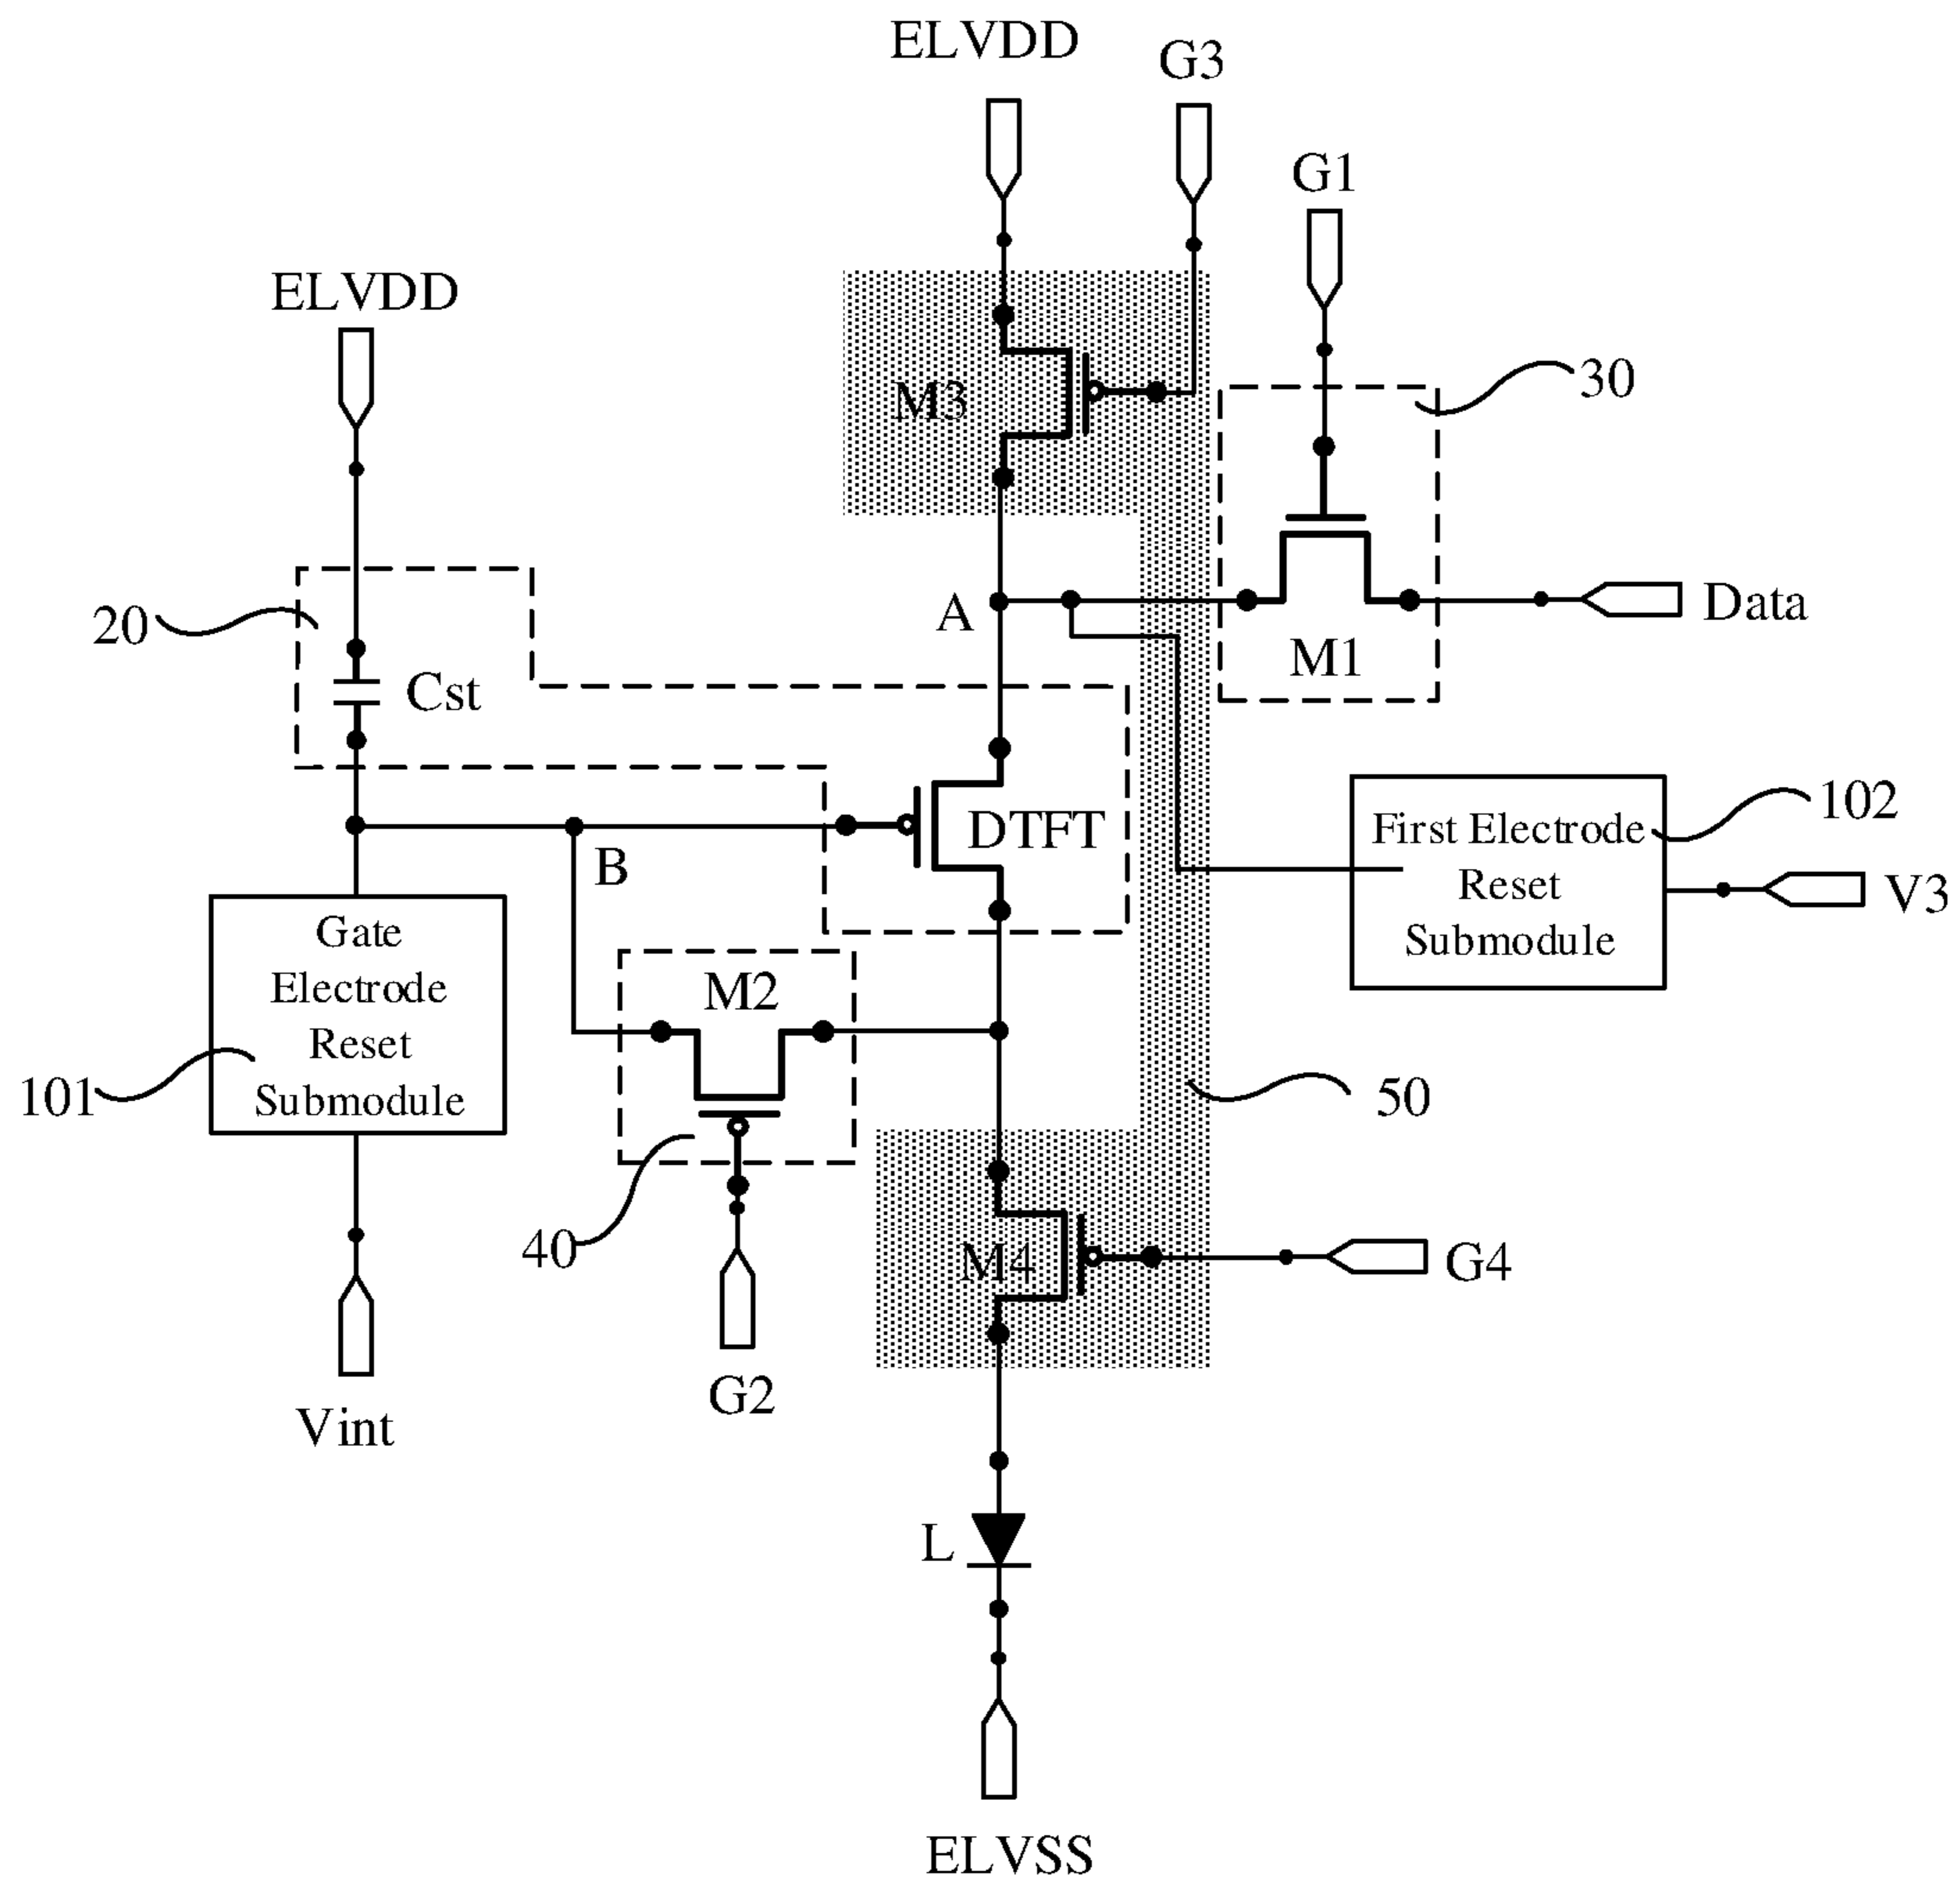 ELVDD
G3
G1
ELVDD
30
M3
20
A
Data
M1
Cst
102
First Electrode
Reset
Submodule
V3
DTFT
B
Gate
Electrode
Reset
Submodule
101
M2
50
40
M4
G4
G2
Vint
L
ELVSS